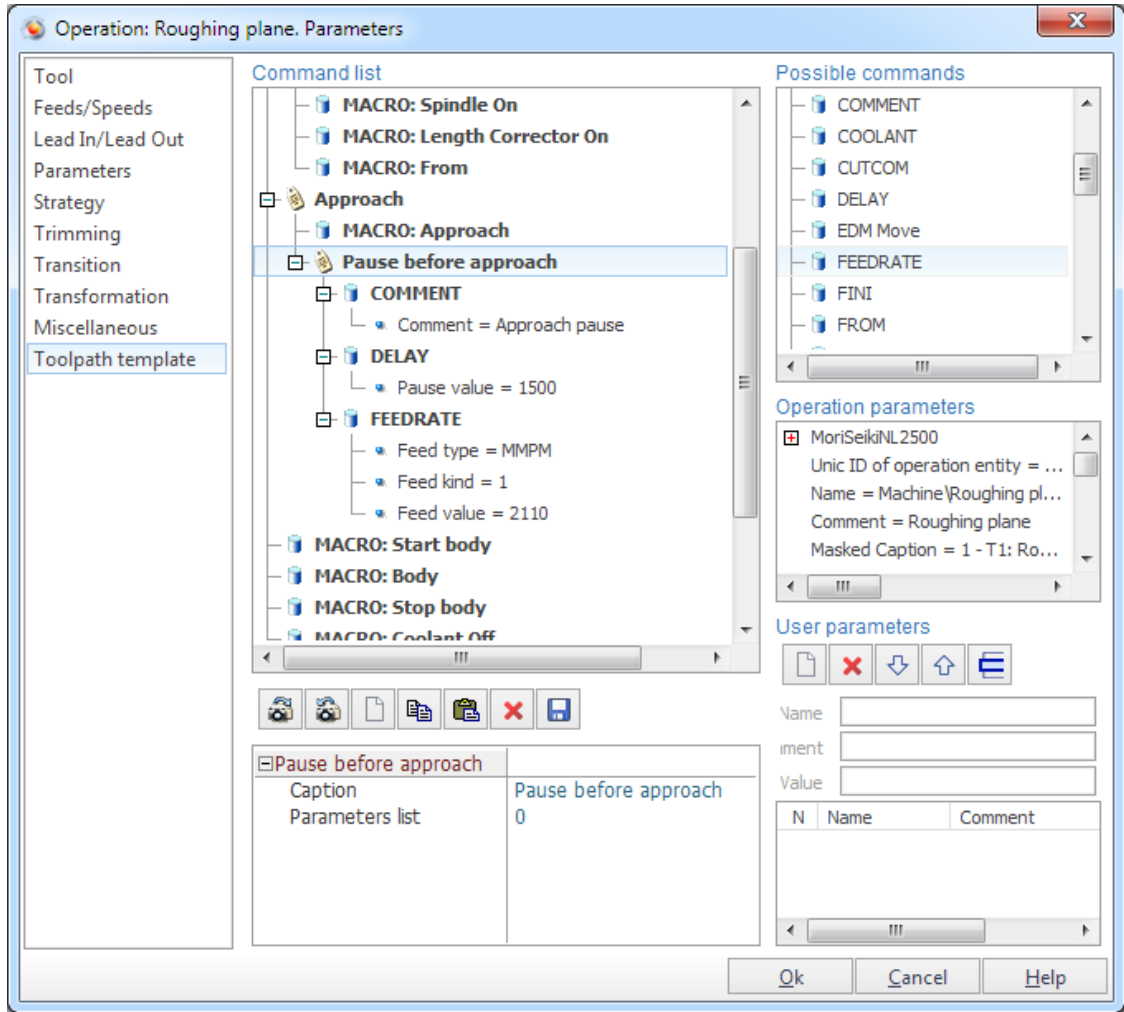 Operation: Roughing plane. Parameters
Tool
Feeds/Speeds
Lead In/Lead Out
Parameters
Strategy
Trimming
Transition
Transformation
Miscellaneous
Toolpath template
Command list
MACRO: Spindle On
MACRO: Length Corrector On
MACRO: From
Approach
MACRO: Approach
Pause before approach
COMMENT
Comment = Approach pause
DELAY
Pause value = 1500
FEEDRATE
Feed type = MMPM
Feed kind = 1
Feed value = 2110
MACRO: Start body
MACRO: Body
MACRO: Stop body
MACRO: Coolant Off
Pause before approach
Caption Pause before approach
Parameters list 0
Possible commands
COMMENT
COOLANT
CUTCOM
DELAY
EDM Move
FEEDRATE
FINI
FROM
Operation parameters
MoriSeikiNL2500
Unic ID of operation entity = ...
Name = Machine\Roughing pl...
Comment = Roughing plane
Masked Caption = 1 - T1: Ro...
User parameters
Name
mment
Value
N Name Comment
Ok Cancel Help